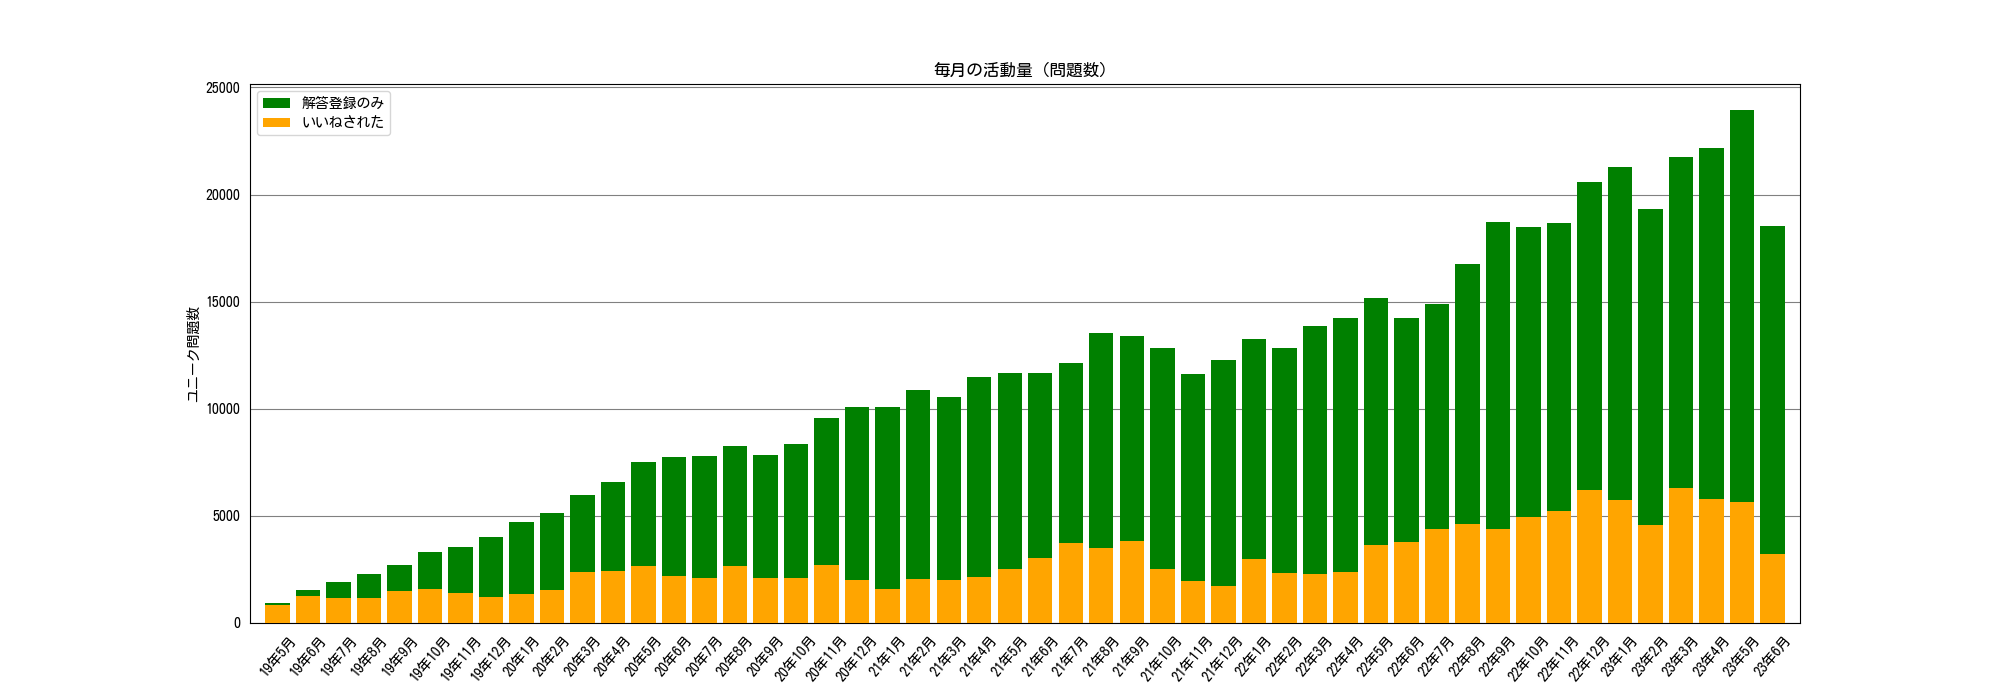 毎月の活動量（問題数）
解答登録のみ
いいねされた
ユニーク問題数
25000
20000
15000
10000
5000
0
19年5月
19年6月
19年7月
19年8月
19年9月
19年10月
19年11月
19年12月
20年1月
20年2月
20年3月
20年4月
20年5月
20年6月
20年7月
20年8月
20年9月
20年10月
20年11月
20年12月
21年1月
21年2月
21年3月
21年4月
21年5月
21年6月
21年7月
21年8月
21年9月
21年10月
21年11月
21年12月
22年1月
22年2月
22年3月
22年4月
22年5月
22年6月
22年7月
22年8月
22年9月
22年10月
22年11月
22年12月
23年1月
23年2月
23年3月
23年4月
23年5月
23年6月